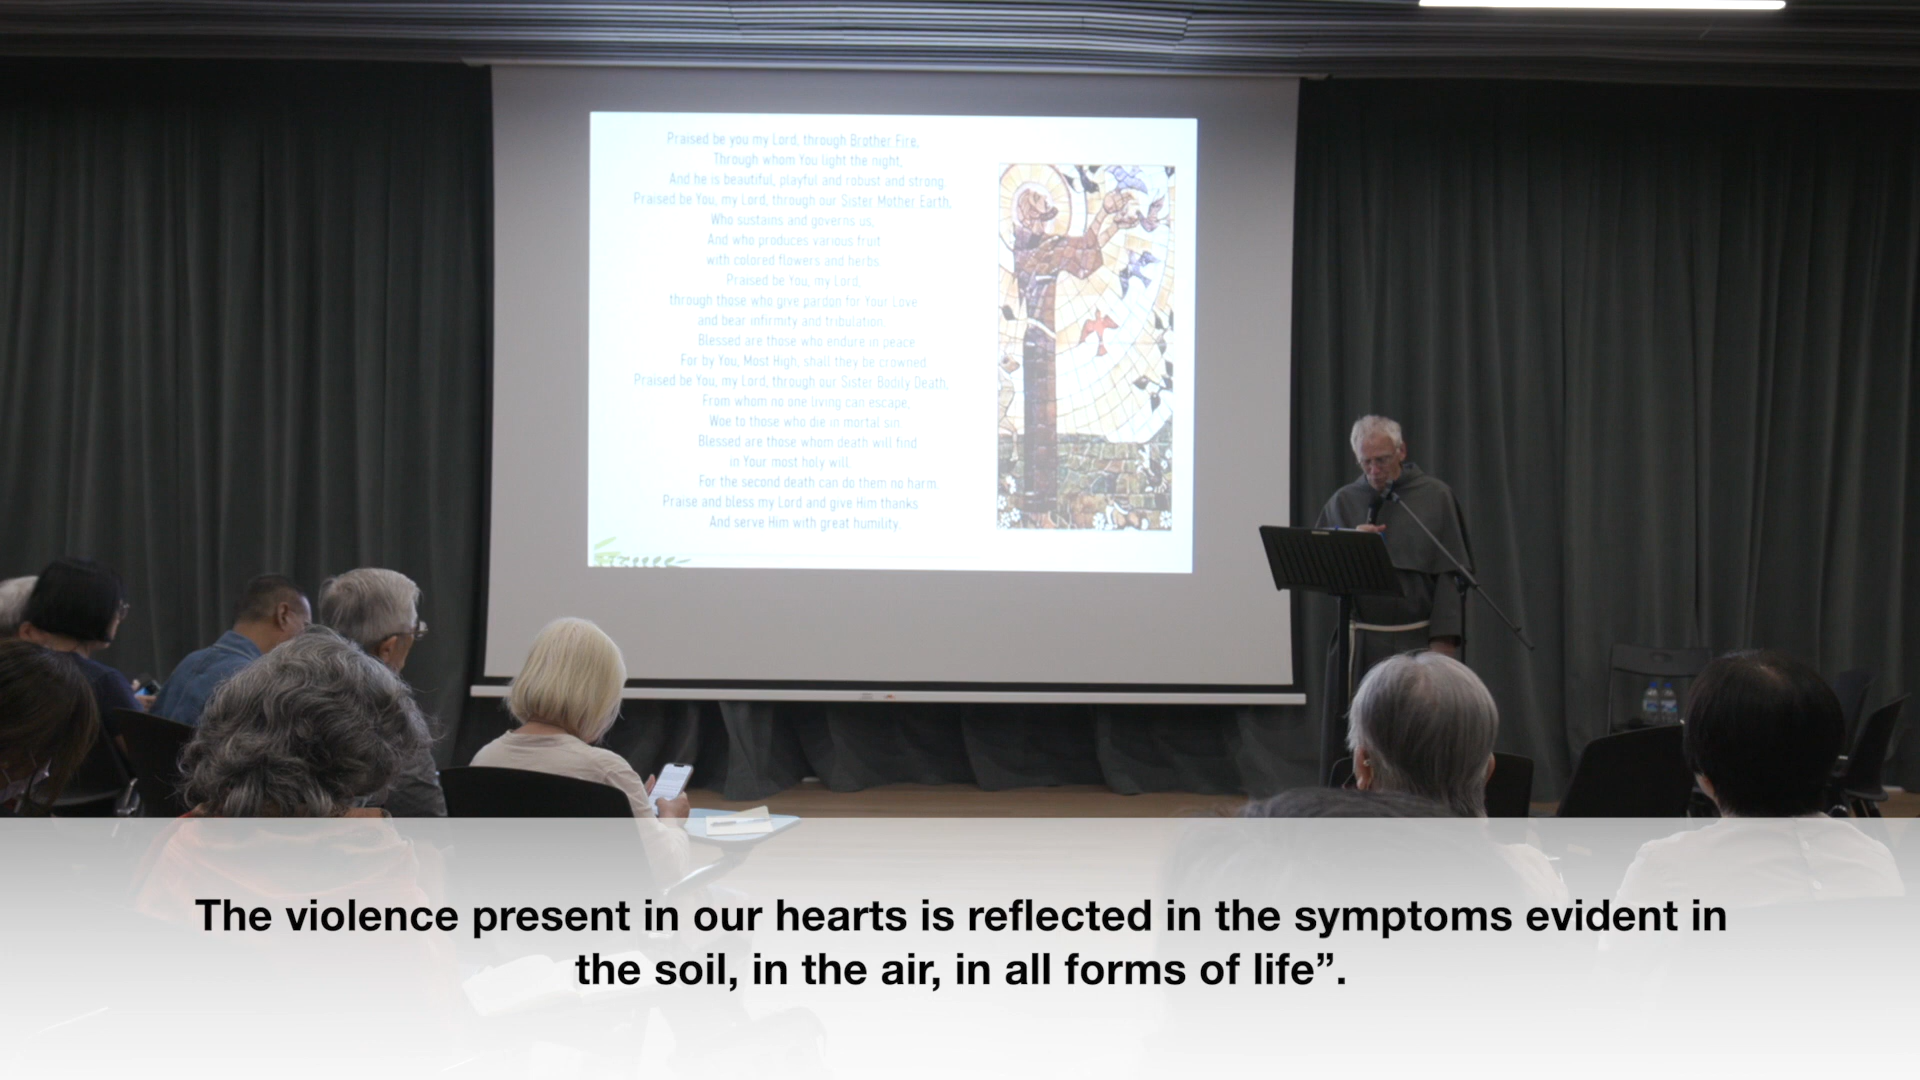 Praised be you my Lord, through Brother Fire,
Through whom You light the night,
And he is beautiful, playful and robust and strong.
Praised be You, my Lord, through our Sister Mother Earth,
Who sustains and governs us,
And who produces various fruit
with colored flowers and herbs.
Praised be You, my Lord,
through those who give pardon for Your Love
and bear infirmity and tribulation.
Blessed are those who endure in peace
For by You, Most High, shall they be crowned.
Praised be You, my Lord, through our Sister Bodily Death,
From whom no one living can escape,
Woe to those who die in mortal sin.
Blessed are those whom death will find
in Your most holy will,
For the second death can do them no harm.
Praise and bless my Lord and give Him thanks
And serve Him with great humility.
The violence present in our hearts is reflected in the symptoms evident in
the soil, in the air, in all forms of life”.